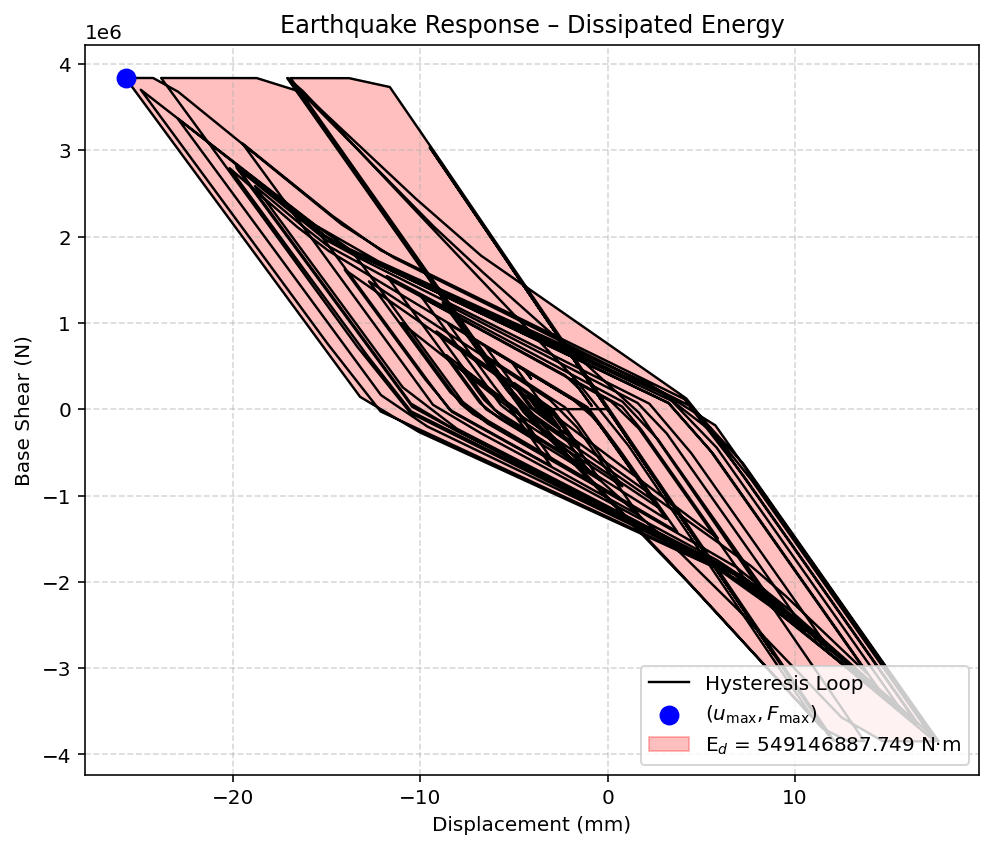 Earthquake Response – Dissipated Energy
1e6
4
3
2
1
0
−1
−2
−3
−4
Base Shear (N)
−20
−10
0
10
Displacement (mm)
Hysteresis Loop
(u_max, F_max)
E_d = 549146887.749 N·m